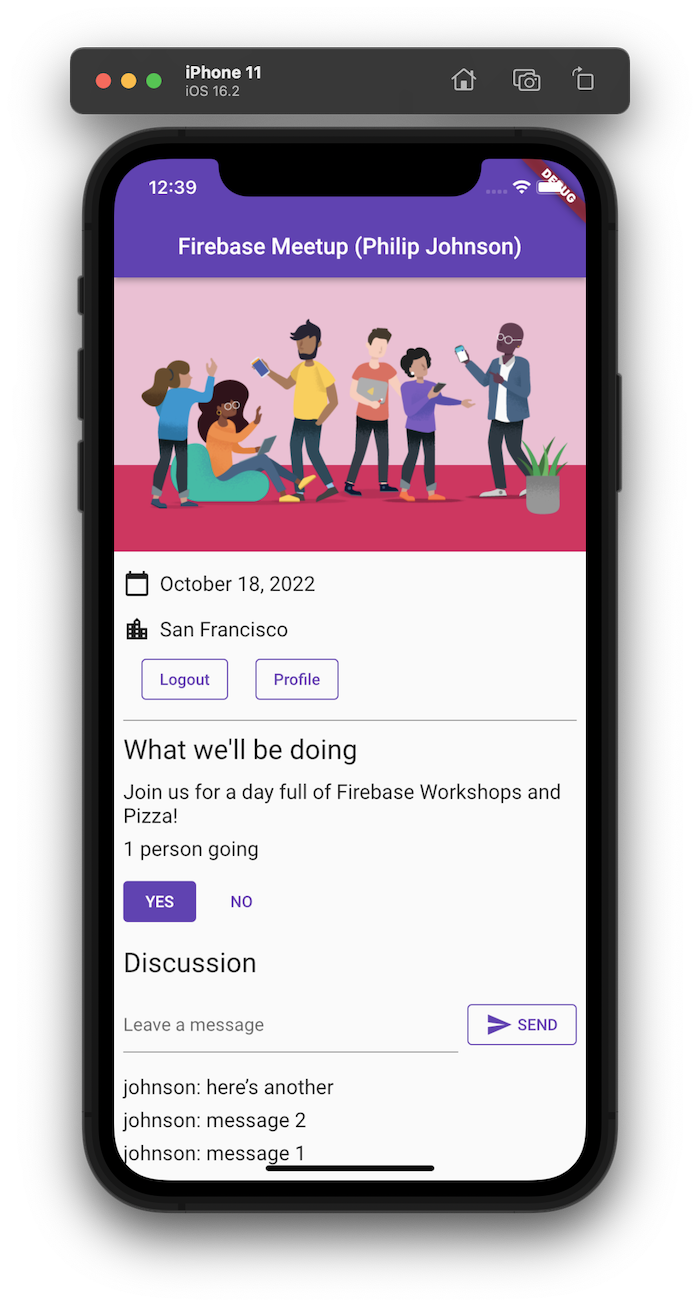 iPhone 11
iOS 16.2
12:39
DEBUG
Firebase Meetup (Philip Johnson)
October 18, 2022
San Francisco
Logout Profile
What we'll be doing
Join us for a day full of Firebase Workshops and
Pizza!
1 person going
YES NO
Discussion
Leave a message SEND
johnson: here’s another
johnson: message 2
johnson: message 1